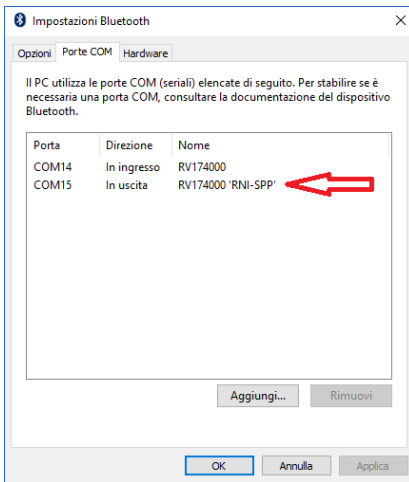 Impostazioni Bluetooth
Opzioni Porte COM Hardware
Il PC utilizza le porte COM (seriali) elencate di seguito. Per stabilire se è
necessaria una porta COM, consultare la documentazione del dispositivo
Bluetooth.
Porta Direzione Nome
COM14 In ingresso RV174000
COM15 In uscita RV174000 'RNI-SPP'
Aggiungi... Rimuovi
OK Annulla Applica